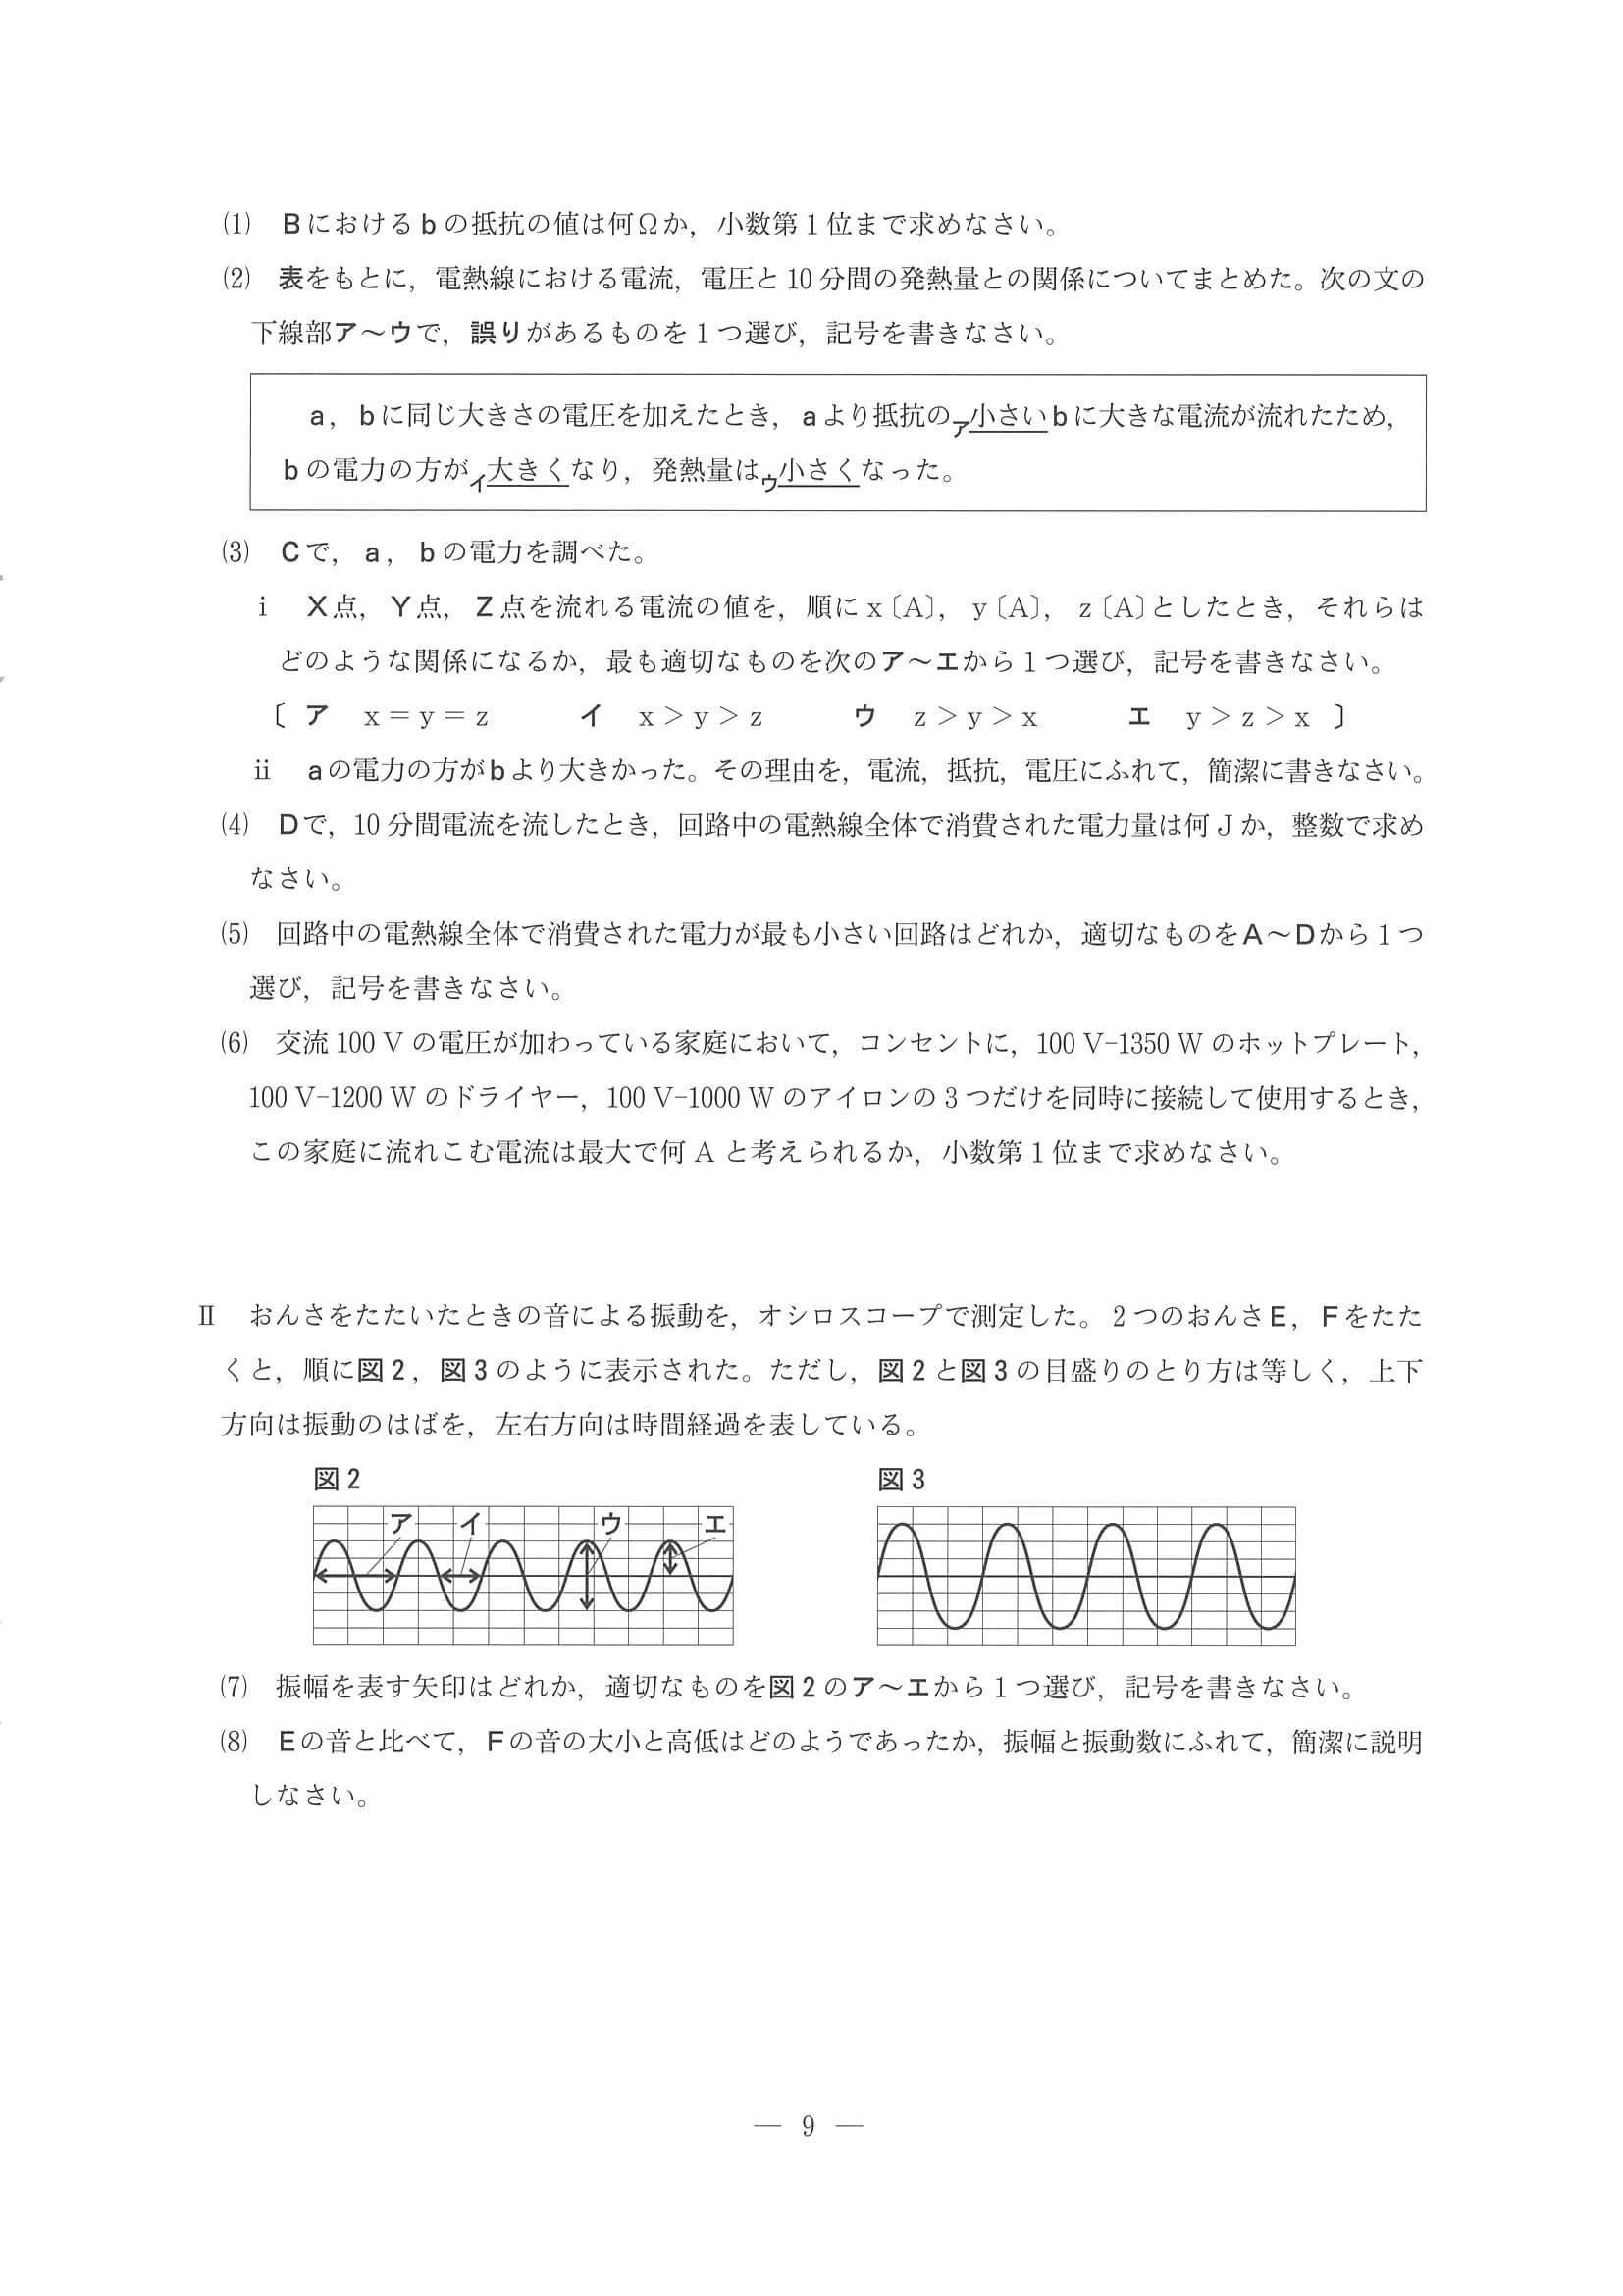 (1) Bにおけるbの抵抗の値は何Ωか，小数第1位まで求めなさい。
(2) 表をもとに，電熱線における電流，電圧と10分間の発熱量との関係についてまとめた。次の文の
下線部ア〜ウで，誤りがあるものを1つ選び，記号を書きなさい。
a，bに同じ大きさの電圧を加えたとき，aより抵抗のア小さいbに大きな電流が流れたため，
bの電力の方がイ大きくなり，発熱量はウ小さくなった。
(3) Cで，a，bの電力を調べた。
i X点，Y点，Z点を流れる電流の値を，順にx〔A〕，y〔A〕，z〔A〕としたとき，それらは
どのような関係になるか，最も適切なものを次のア〜エから1つ選び，記号を書きなさい。
〔 ア x＝y＝z イ x＞y＞z ウ z＞y＞x エ y＞z＞x 〕
ii aの電力の方がbより大きかった。その理由を，電流，抵抗，電圧にふれて，簡潔に書きなさい。
(4) Dで，10分間電流を流したとき，回路中の電熱線全体で消費された電力量は何Jか，整数で求め
なさい。
(5) 回路中の電熱線全体で消費された電力が最も小さい回路はどれか，適切なものをA〜Dから1つ
選び，記号を書きなさい。
(6) 交流100Vの電圧が加わっている家庭において，コンセントに，100V−1350Wのホットプレート，
100V−1200Wのドライヤー，100V−1000Wのアイロンの3つだけを同時に接続して使用するとき，
この家庭に流れこむ電流は最大で何Aと考えられるか，小数第1位まで求めなさい。
Ⅱ おんさをたたいたときの音による振動を，オシロスコープで測定した。2つのおんさE，Fをたた
くと，順に図2，図3のように表示された。ただし，図2と図3の目盛りのとり方は等しく，上下
方向は振動のはばを，左右方向は時間経過を表している。
図2 図3
ア イ ウ エ
(7) 振幅を表す矢印はどれか，適切なものを図2のア〜エから1つ選び，記号を書きなさい。
(8) Eの音と比べて，Fの音の大小と高低はどのようであったか，振幅と振動数にふれて，簡潔に説明
しなさい。
— 9 —